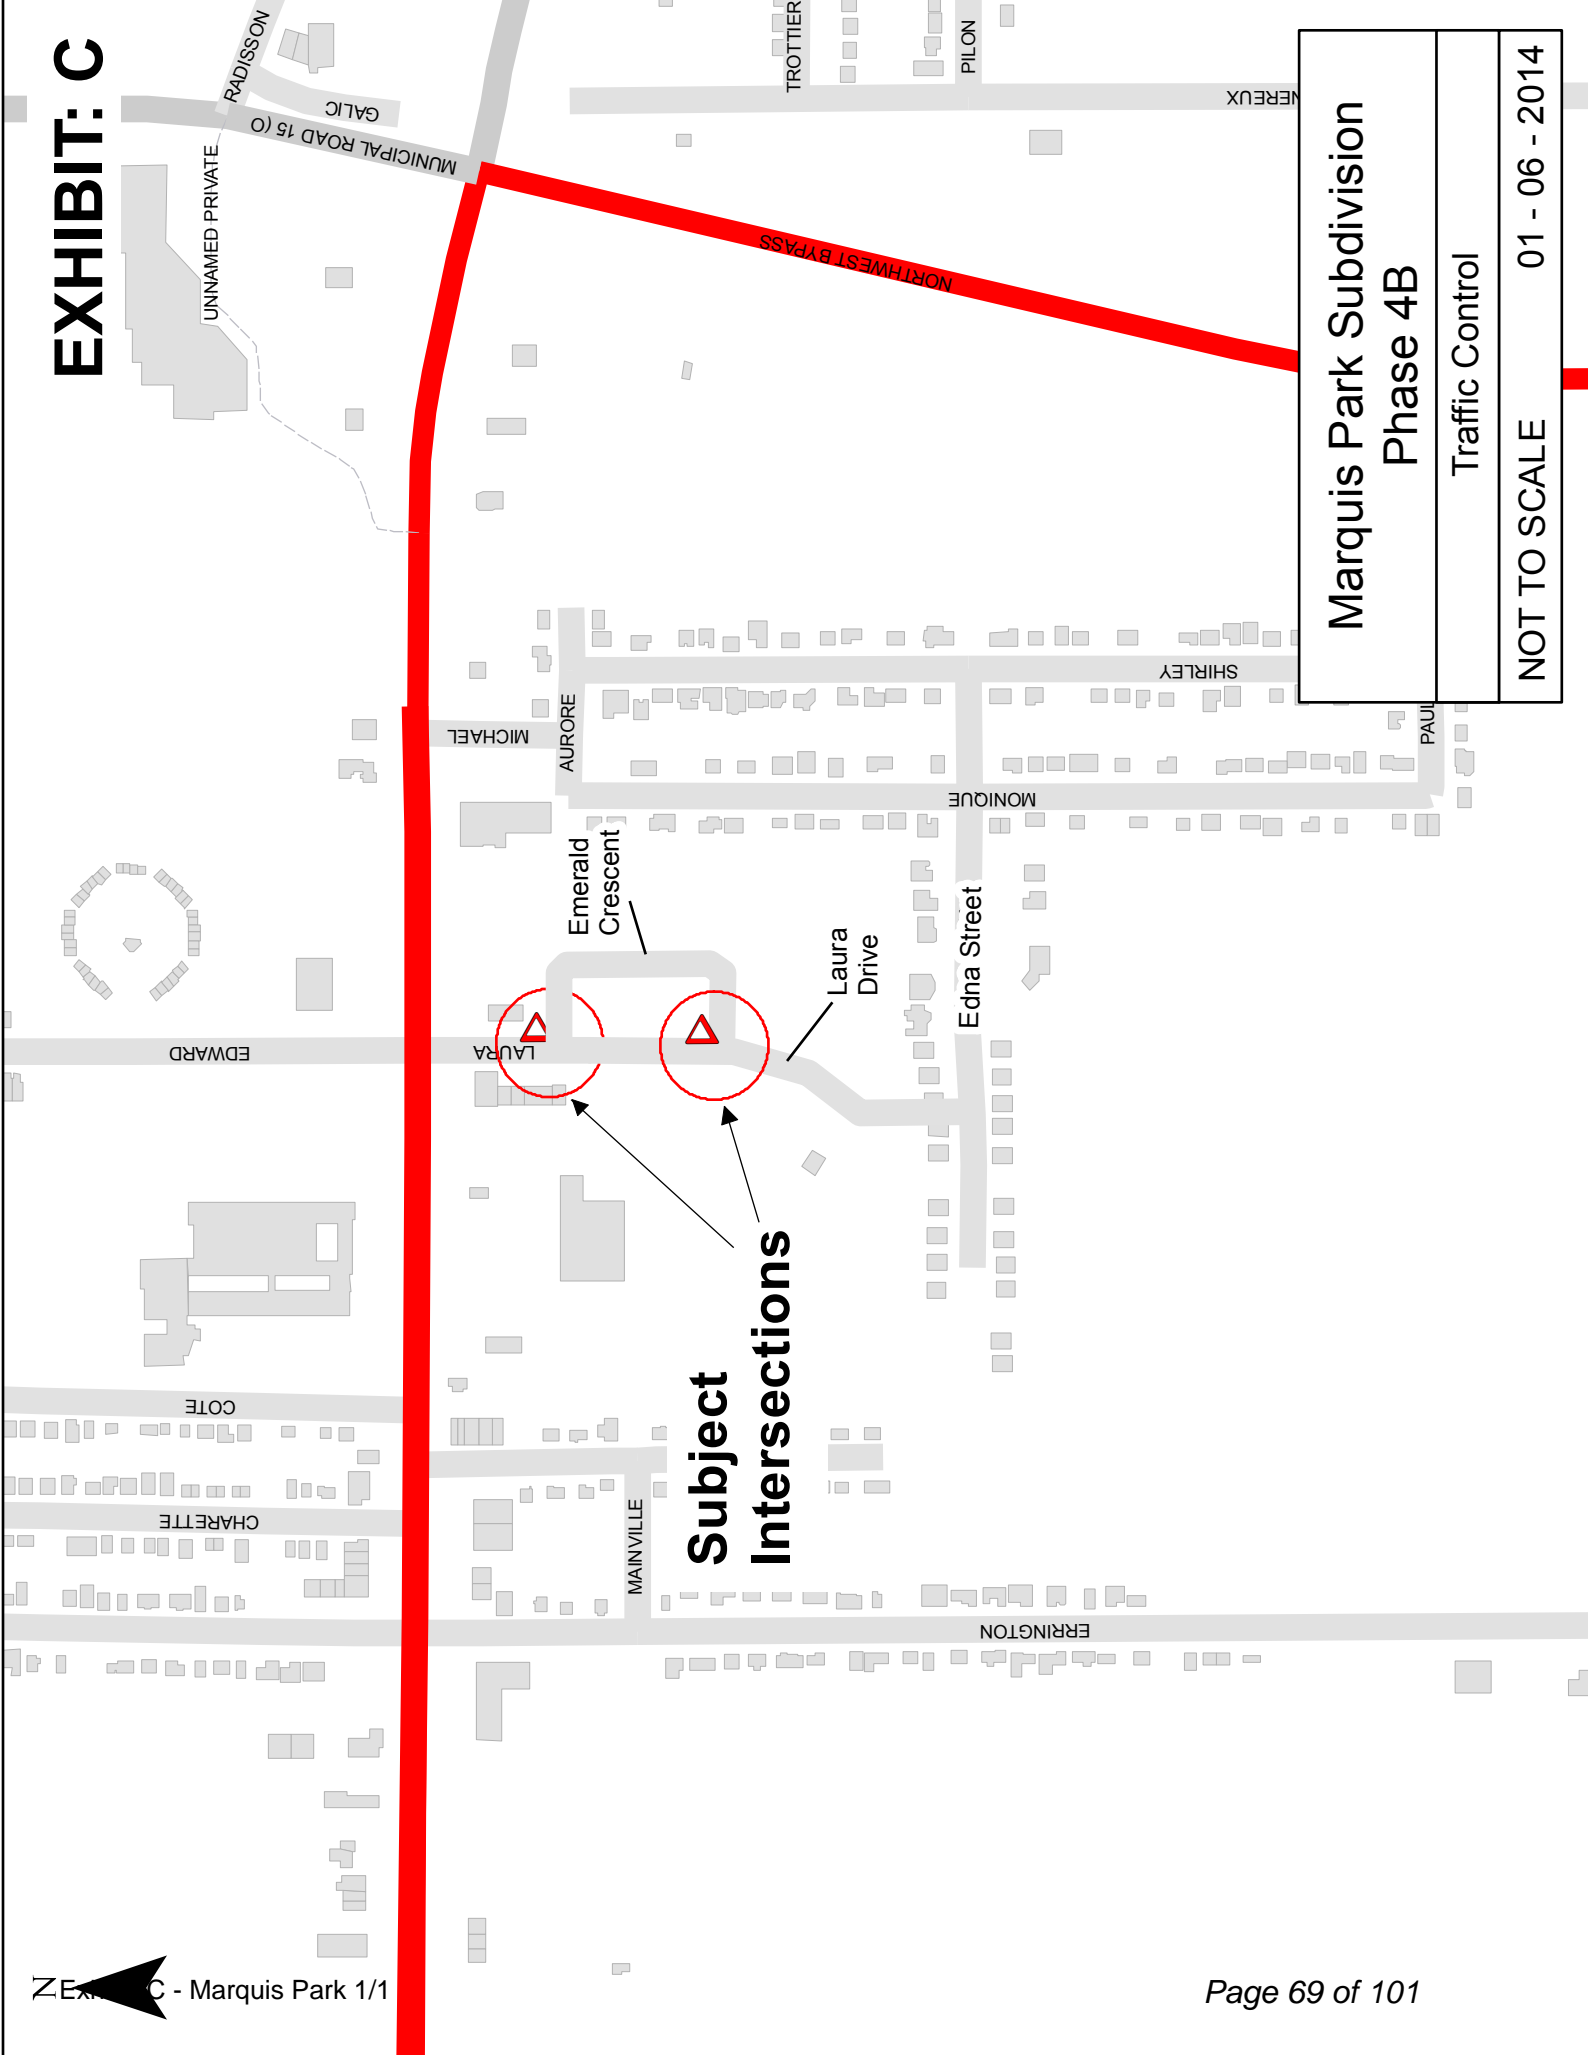 EXHIBIT: C
RADISSON
GALIC
MUNICIPAL ROAD 15 (O)
UNNAMED PRIVATE
TROTTIER
PILON
NEREUX
NORTHWEST BYPASS
Marquis Park Subdivision
Phase 4B
Traffic Control
NOT TO SCALE 01 - 06 - 2014
SHIRLEY
PAUL
MICHAEL
AURORE
MONIQUE
Emerald
Crescent
Laura
Drive
Edna Street
EDWARD
LAURA
Subject
Intersections
COTE
CHARETTE
MAINVILLE
ERRINGTON
N
C - Marquis Park 1/1
Page 69 of 101